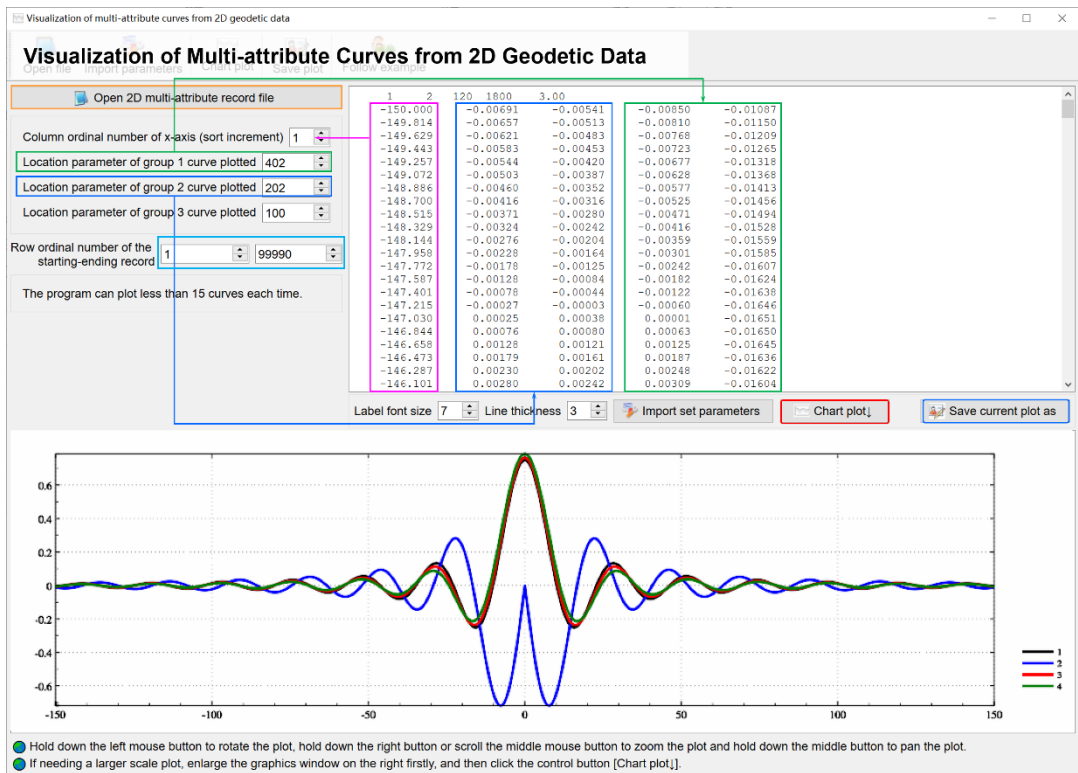 Visualization of multi-attribute curves from 2D geodetic data
Visualization of Multi-attribute Curves from 2D Geodetic Data
Open file Import parameters Chart plot Save plot Follow example
Open 2D multi-attribute record file
Column ordinal number of x-axis (sort increment) 1
Location parameter of group 1 curve plotted 402
Location parameter of group 2 curve plotted 202
Location parameter of group 3 curve plotted 100
Row ordinal number of the
starting-ending record 1 99990
The program can plot less than 15 curves each time.
1 2 120 1800 3.00
-150.000 -0.00691 -0.00541 -0.00850 -0.01087
-149.814 -0.00657 -0.00513 -0.00810 -0.01150
-149.629 -0.00621 -0.00483 -0.00768 -0.01209
-149.443 -0.00583 -0.00453 -0.00723 -0.01265
-149.257 -0.00544 -0.00420 -0.00677 -0.01318
-149.072 -0.00503 -0.00387 -0.00628 -0.01368
-148.886 -0.00460 -0.00352 -0.00577 -0.01413
-148.700 -0.00416 -0.00316 -0.00525 -0.01456
-148.515 -0.00371 -0.00280 -0.00471 -0.01494
-148.329 -0.00324 -0.00242 -0.00416 -0.01528
-148.144 -0.00276 -0.00204 -0.00359 -0.01559
-147.958 -0.00228 -0.00164 -0.00301 -0.01585
-147.772 -0.00178 -0.00125 -0.00242 -0.01607
-147.587 -0.00128 -0.00084 -0.00182 -0.01624
-147.401 -0.00078 -0.00044 -0.00122 -0.01638
-147.215 -0.00027 -0.00003 -0.00060 -0.01646
-147.030 0.00025 0.00038 0.00001 -0.01651
-146.844 0.00076 0.00080 0.00063 -0.01650
-146.658 0.00128 0.00121 0.00125 -0.01645
-146.473 0.00179 0.00161 0.00187 -0.01636
-146.287 0.00230 0.00202 0.00248 -0.01622
-146.101 0.00280 0.00242 0.00309 -0.01604
Label font size 7 Line thickness 3 Import set parameters Chart plot↓ Save current plot as
0.6
0.4
0.2
0
-0.2
-0.4
-0.6
-150 -100 -50 0 50 100 150
1
2
3
4
Hold down the left mouse button to rotate the plot, hold down the right button or scroll the middle mouse button to zoom the plot and hold down the middle button to pan the plot.
If needing a larger scale plot, enlarge the graphics window on the right firstly, and then click the control button [Chart plot↓].